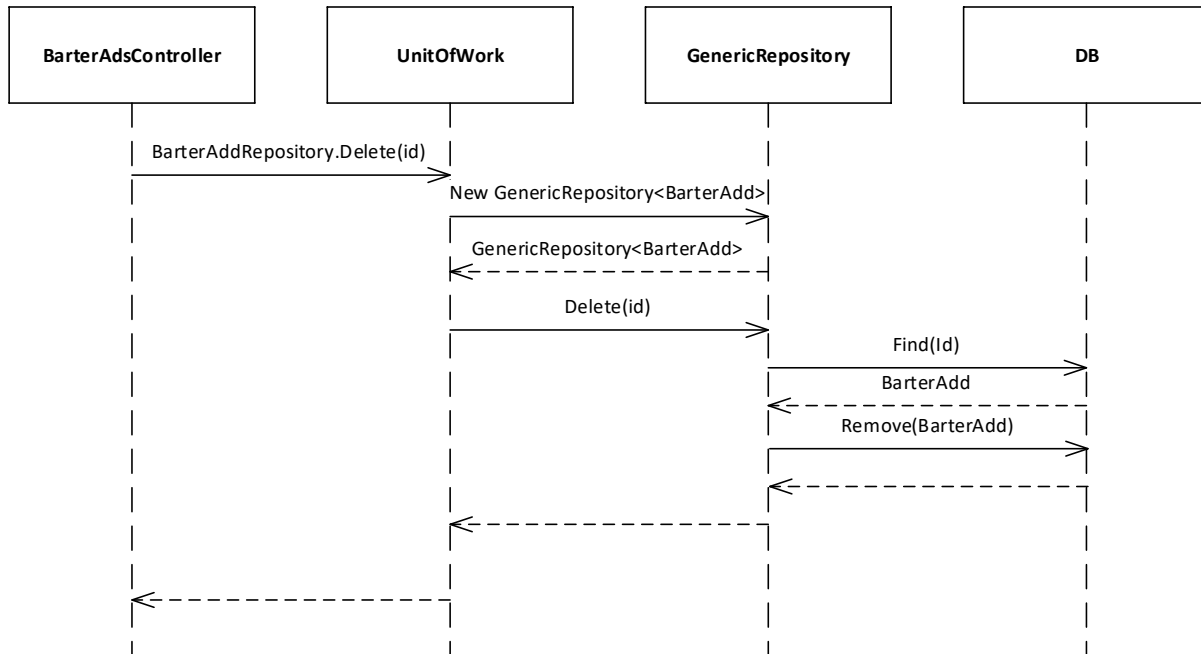 BarterAdsController
UnitOfWork
GenericRepository
DB
BarterAddRepository.Delete(id)
New GenericRepository<BarterAdd>
GenericRepository<BarterAdd>
Delete(id)
Find(Id)
BarterAdd
Remove(BarterAdd)